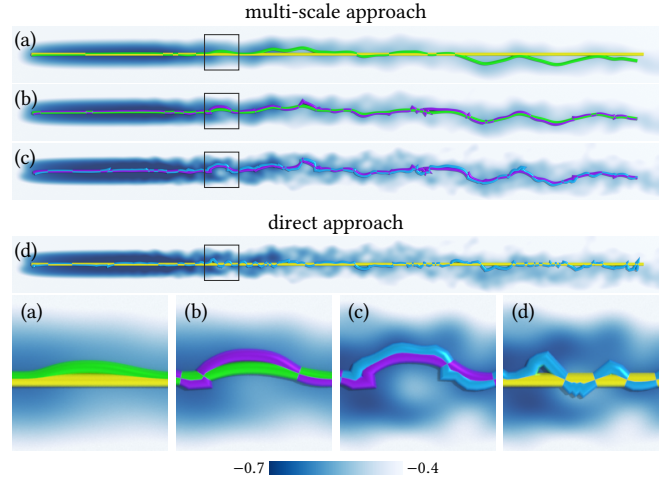 multi-scale approach
(a)
(b)
(c)
direct approach
(d)
(a) (b) (c) (d)
−0.7 −0.4